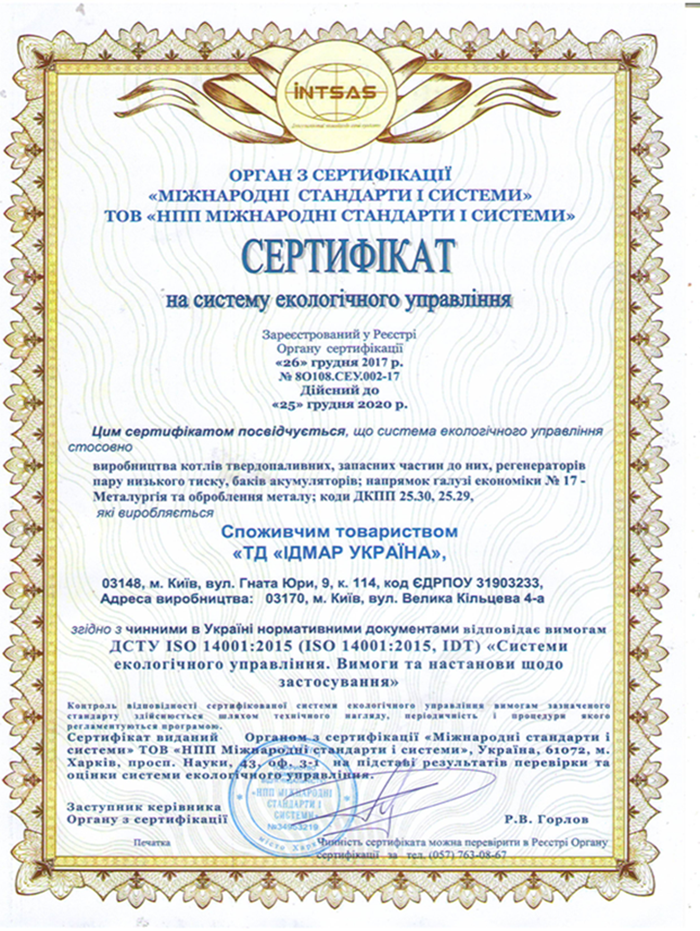 INTSAS
ОРГАН З СЕРТИФІКАЦІЇ
«МІЖНАРОДНІ СТАНДАРТИ І СИСТЕМИ»
ТОВ «НПП МІЖНАРОДНІ СТАНДАРТИ І СИСТЕМИ»
СЕРТИФІКАТ
на систему екологічного управління
Зареєстрований у Реєстрі
Органу сертифікації
«26» грудня 2017 р.
№ 8О108.СЕУ.002-17
Дійсний до
«25» грудня 2020 р.
Цим сертифікатом посвідчується, що система екологічного управління
стосовно
виробництва котлів твердопаливних, запасних частин до них, регенераторів
пару низького тиску, баків акумуляторів; напрямок галузі економіки № 17 -
Металургія та оброблення металу; коди ДКПП 25.30, 25.29,
які виробляється
Споживчим товариством
«ТД «ІДМАР УКРАЇНА»,
03148, м. Київ, вул. Гната Юри, 9, к. 114, код ЄДРПОУ 31903233,
Адреса виробництва: 03170, м. Київ, вул. Велика Кільцева 4-а
згідно з чинними в Україні нормативними документами відповідає вимогам
ДСТУ ISO 14001:2015 (ISO 14001:2015, IDT) «Системи
екологічного управління. Вимоги та настанови щодо
застосування»
Контроль відповідності сертифікованої системи екологічного управління вимогам зазначеного
стандарту здійснюється шляхом технічного нагляду, періодичність і процедури якого
регламентуються програмою.
Сертифікат виданий Органом з сертифікації «Міжнародні стандарти і
системи» ТОВ «НПП Міжнародні стандарти і системи», Україна, 61072, м.
Харків, просп. Науки, 43, оф. 3-1 на підставі результатів перевірки та
оцінки системи екологічного управління.
«НПП МІЖНАРОДНІ
СТАНДАРТИ І
СИСТЕМИ»
№34953219
Заступник керівника
Органу з сертифікації
Р.В. Горлов
Печатка
Чинність сертифіката можна перевірити в Реєстрі Органу
сертифікації за тел. (057) 763-08-67